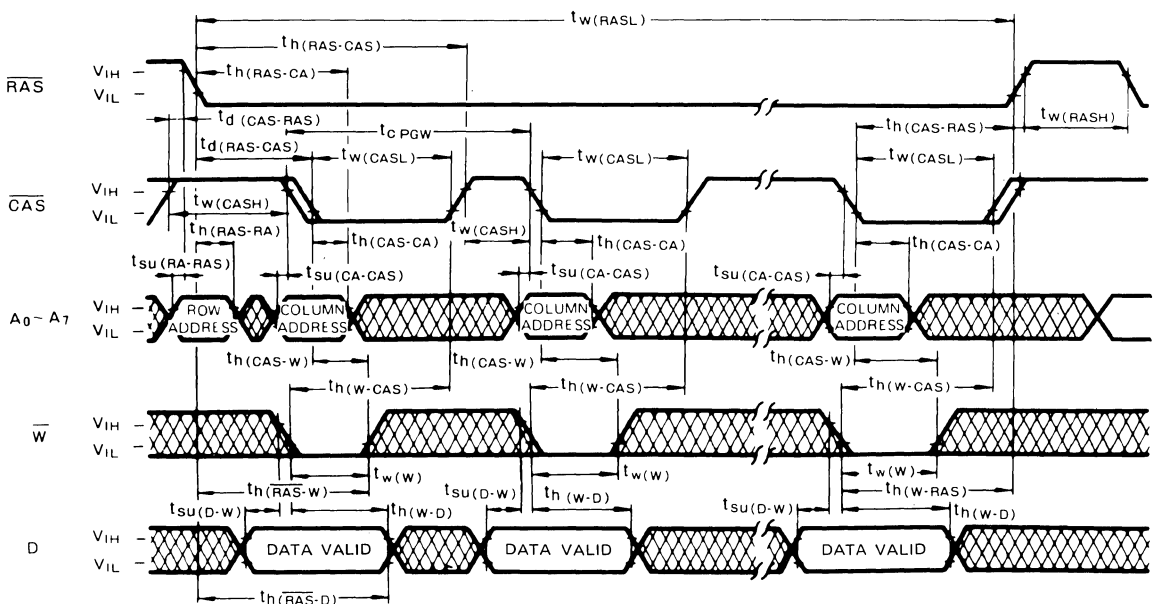 tw(RASL)
th(RAS-CAS)
th(RAS-CA)
RAS
VIH
VIL
td(CAS-RAS)
tC PGW
th(CAS-RAS)
tw(RASH)
td(RAS-CAS)
tw(CASL)
tw(CASL)
tw(CASL)
CAS
VIH
VIL
tw(CASH)
th(RAS-RA)
tw(CASH)
th(CAS-CA)
th(CAS-CA)
th(CAS-CA)
tsu(RA-RAS)
tsu(CA-CAS)
tsu(CA-CAS)
tsu(CA-CAS)
A0~A7
VIH
VIL
ROW ADDRESS
COLUMN ADDRESS
COLUMN ADDRESS
COLUMN ADDRESS
th(CAS-W)
th(CAS-W)
th(CAS-W)
th(W-CAS)
th(W-CAS)
th(W-CAS)
W
VIH
VIL
tw(W)
tw(W)
tw(W)
th(RAS-W)
th(W-RAS)
tsu(D-W)
th(W-D)
tsu(D-W)
th(W-D)
tsu(D-W)
th(W-D)
D
VIH
VIL
DATA VALID
DATA VALID
DATA VALID
th(RAS-D)